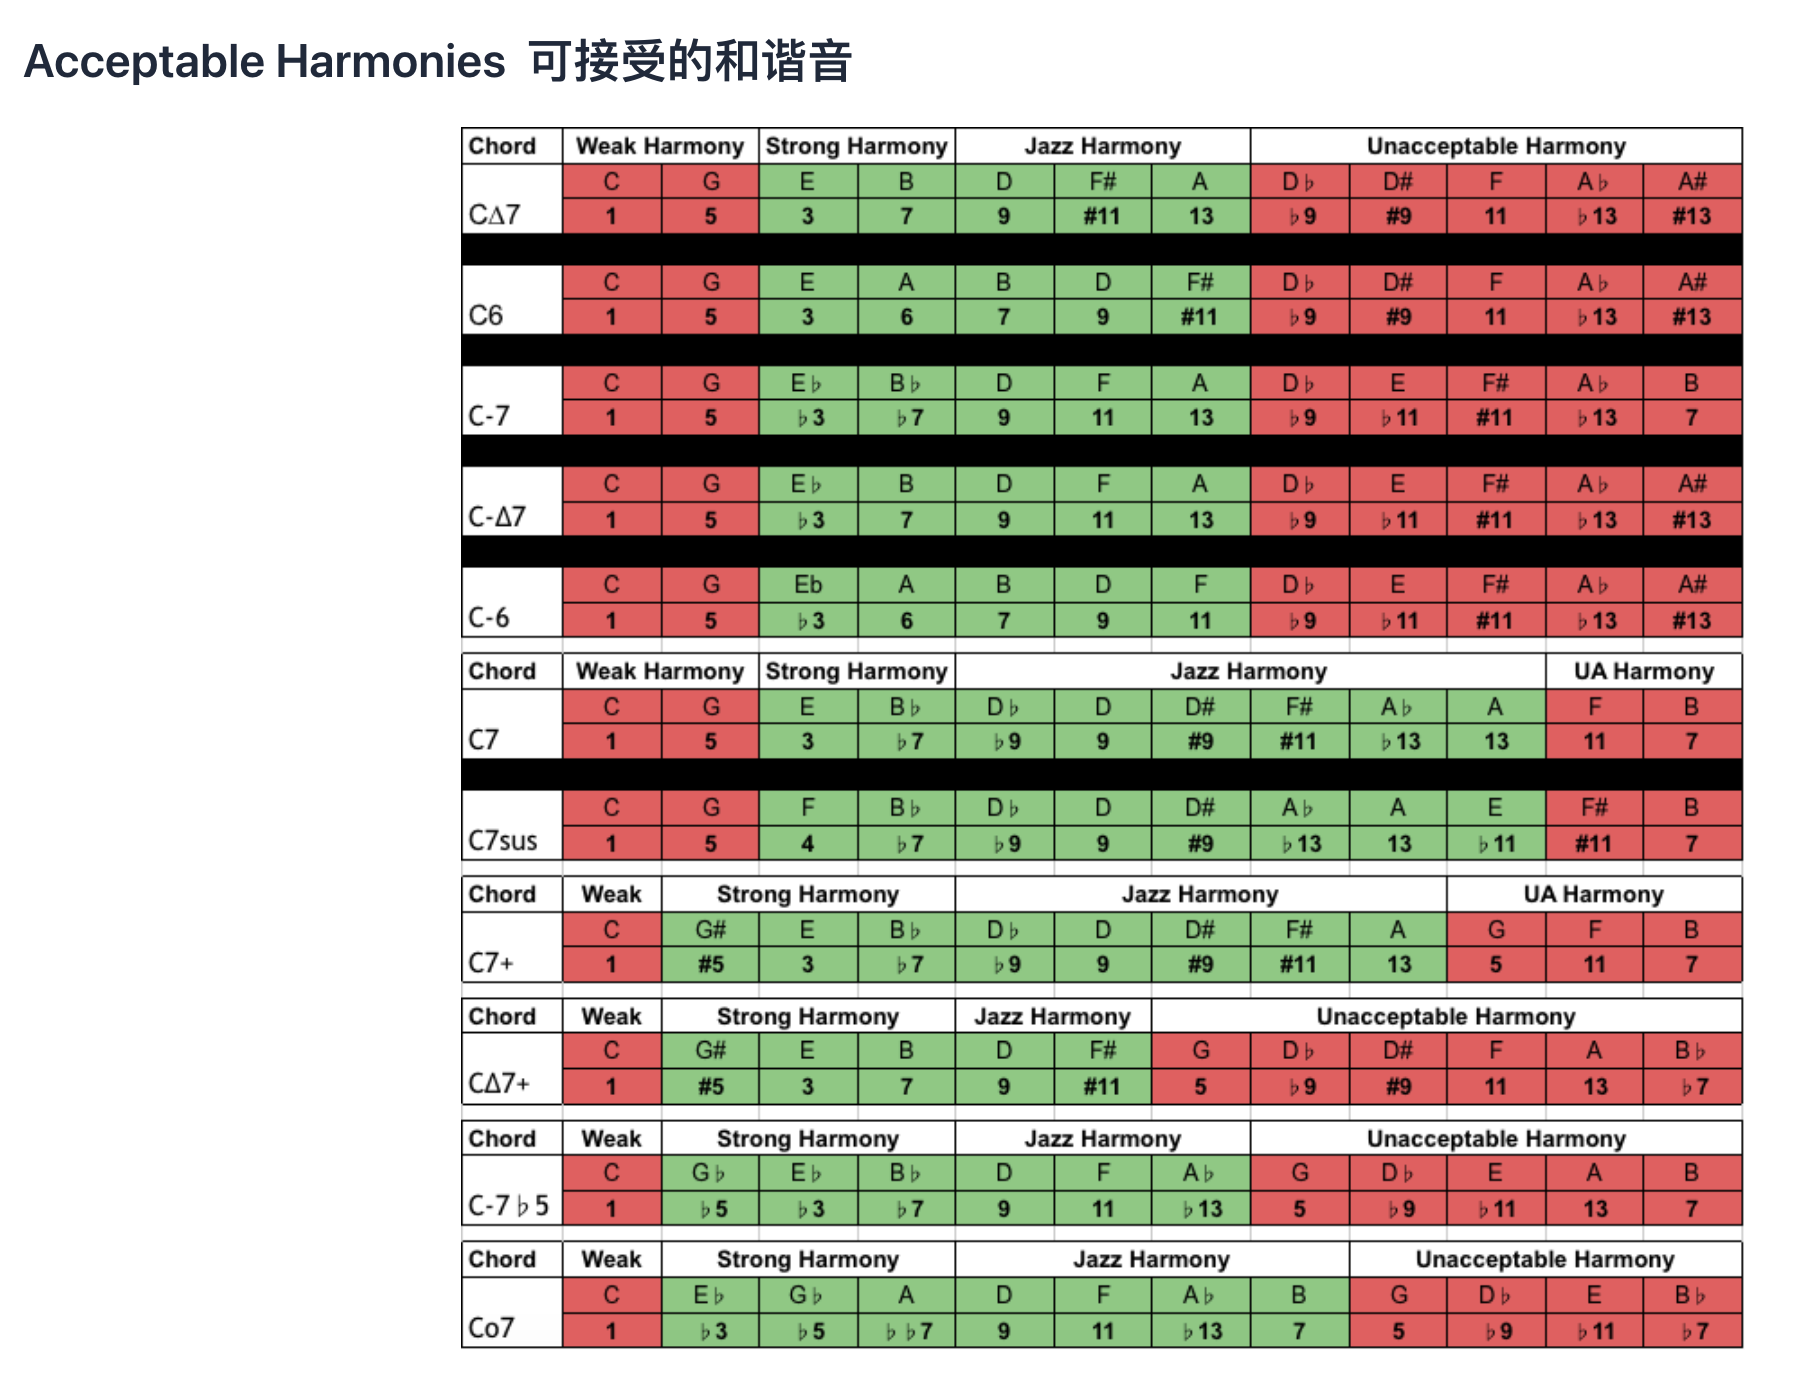 Acceptable Harmonies 可接受的和谐音
Chord Weak Harmony Strong Harmony Jazz Harmony Unacceptable Harmony
C G E B D F# A D♭ D# F A♭ A#
CΔ7 1 5 3 7 9 #11 13 ♭9 #9 11 ♭13 #13
C G E A B D F# D♭ D# F A♭ A#
C6 1 5 3 6 7 9 #11 ♭9 #9 11 ♭13 #13
C G E♭ B♭ D F A D♭ E F# A♭ B
C-7 1 5 ♭3 ♭7 9 11 13 ♭9 ♭11 #11 ♭13 7
C G E♭ B D F A D♭ E F# A♭ A#
C-Δ7 1 5 ♭3 7 9 11 13 ♭9 ♭11 #11 ♭13 #13
C G Eb A B D F D♭ E F# A♭ A#
C-6 1 5 ♭3 6 7 9 11 ♭9 ♭11 #11 ♭13 #13
Chord Weak Harmony Strong Harmony Jazz Harmony UA Harmony
C G E B♭ D♭ D D# F# A♭ A F B
C7 1 5 3 ♭7 ♭9 9 #9 #11 ♭13 13 11 7
C G F B♭ D♭ D D# A♭ A E F# B
C7sus 1 5 4 ♭7 ♭9 9 #9 ♭13 13 ♭11 #11 7
Chord Weak Strong Harmony Jazz Harmony UA Harmony
C G# E B♭ D♭ D D# F# A G F B
C7+ 1 #5 3 ♭7 ♭9 9 #9 #11 13 5 11 7
Chord Weak Strong Harmony Jazz Harmony Unacceptable Harmony
C G# E B D F# G D♭ D# F A B♭
CΔ7+ 1 #5 3 7 9 #11 5 ♭9 #9 11 13 ♭7
Chord Weak Strong Harmony Jazz Harmony Unacceptable Harmony
C G♭ E♭ B♭ D F A♭ G D♭ E A B
C-7♭5 1 ♭5 ♭3 ♭7 9 11 ♭13 5 ♭9 ♭11 13 7
Chord Weak Strong Harmony Jazz Harmony Unacceptable Harmony
C E♭ G♭ A D F A♭ B G D♭ E B♭
Co7 1 ♭3 ♭5 ♭♭7 9 11 ♭13 7 5 ♭9 ♭11 ♭7